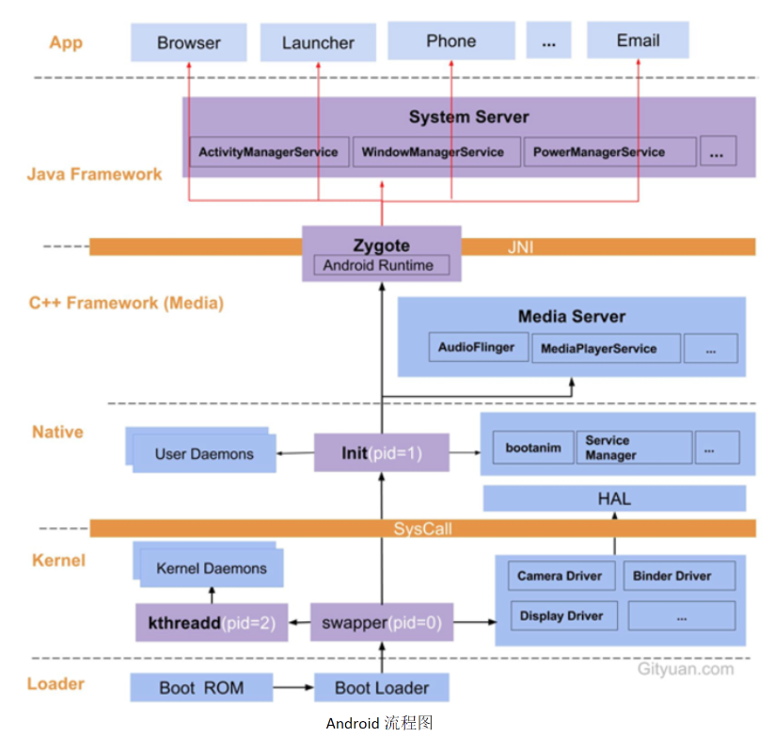 App
Browser
Launcher
Phone
...
Email
System Server
ActivityManagerService
WindowManagerService
PowerManagerService
...
Java Framework
Zygote
Android Runtime
JNI
C++ Framework (Media)
Media Server
AudioFlinger
MediaPlayerService
...
Native
User Daemons
Init(pid=1)
bootanim
Service
Manager
...
HAL
SysCall
Kernel
Kernel Daemons
Camera Driver
Binder Driver
kthreadd(pid=2)
swapper(pid=0)
Display Driver
...
Gityuan.com
Loader
Boot ROM
Boot Loader
Android 流程图